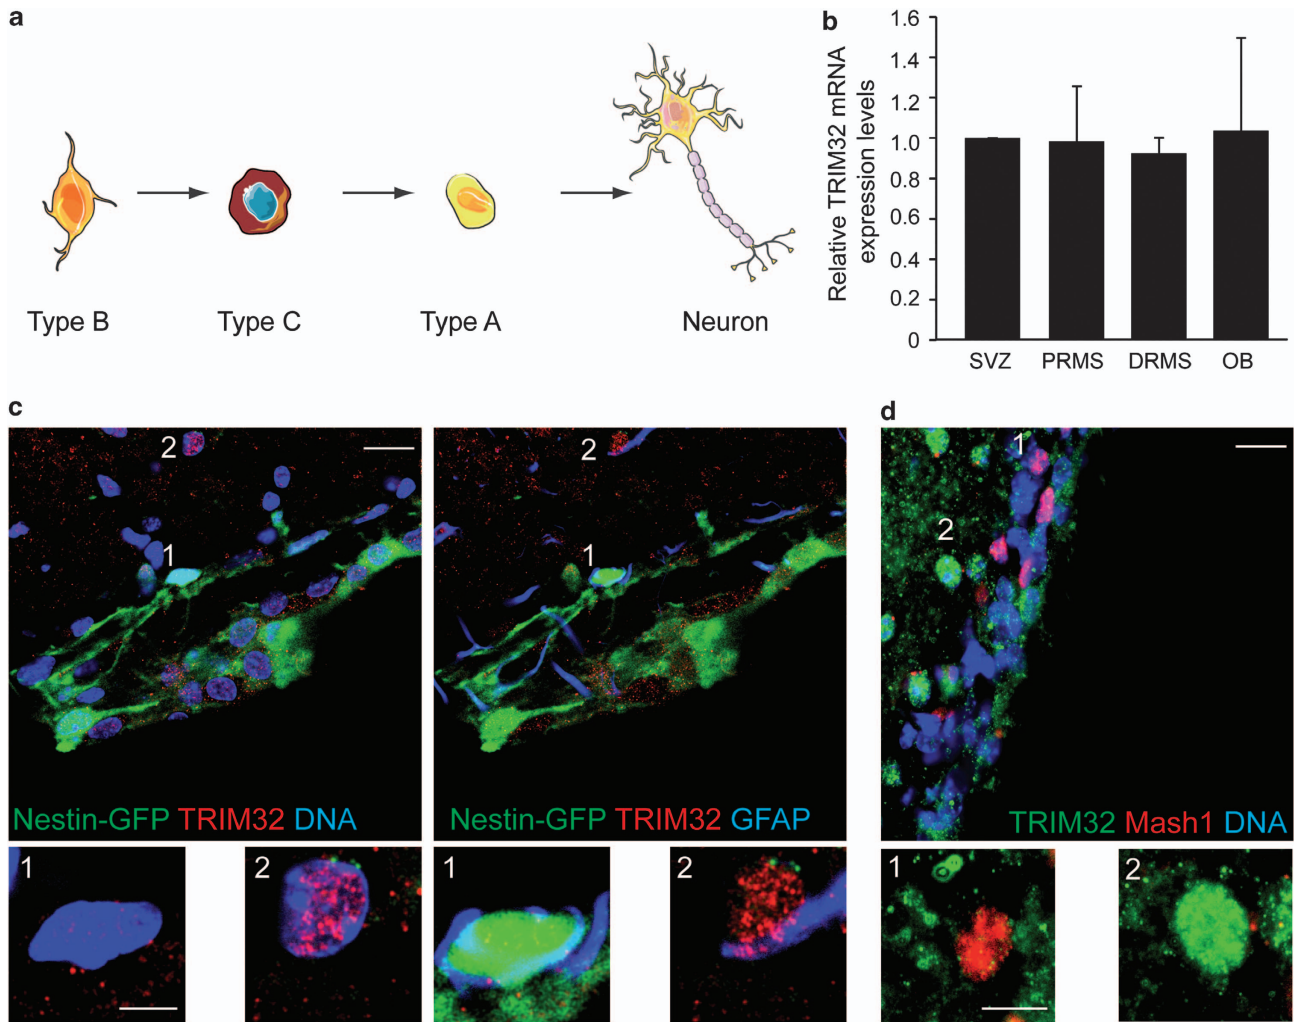 a
Type B
Type C
Type A
Neuron
b
Relative TRIM32 mRNA
expression levels
1.6
1.4
1.2
1.0
0.8
0.6
0.4
0.2
0
SVZ PRMS DRMS OB
c
2
1
Nestin-GFP TRIM32 DNA
2
1
Nestin-GFP TRIM32 GFAP
1
2
1
2
d
1
2
TRIM32 Mash1 DNA
1
2